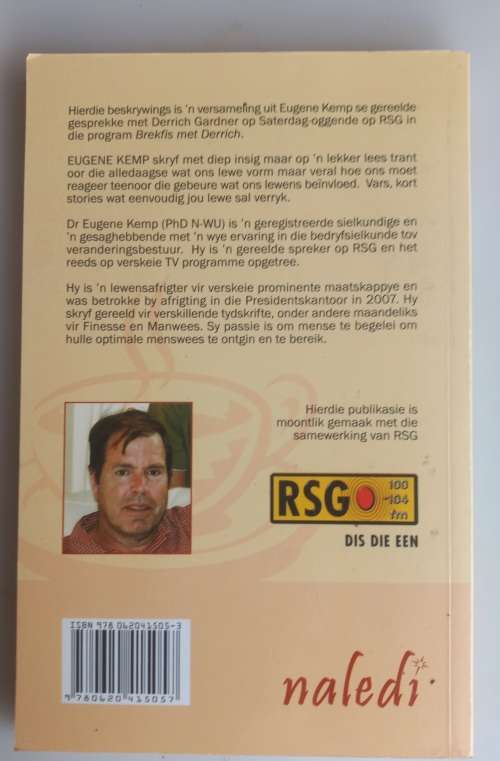 Hierdie beskrywings is 'n versameling uit Eugene Kemp se gereelde
gesprekke met Derrich Gardner op Saterdag-oggende op RSG in
die program Brekfis met Derrich.
EUGENE KEMP skryf met diep insig maar op 'n lekker lees trant
oor die alledaagse wat ons lewe vorm maar veral hoe ons moet
reageer teenoor die gebeure wat ons lewens beïnvloed. Vars, kort
stories wat eenvoudig jou lewe sal verryk.
Dr Eugene Kemp (PhD N-WU) is 'n geregistreerde sielkundige en
'n gesaghebbende met 'n wye ervaring in die bedryfsielkunde tov
veranderingsbestuur. Hy is 'n gereelde spreker op RSG en het
reeds op verskeie TV programme opgetree.
Hy is 'n lewensafrigter vir verskeie prominente maatskappye en
was betrokke by afrigting in die Presidentskantoor in 2007. Hy
skryf gereeld vir verskillende tydskrifte, onder andere maandeliks
vir Finesse en Manwees. Sy passie is om mense te begelei om
hulle optimale menswees te ontgin en te bereik.
Hierdie publikasie is
moontlik gemaak met die
samewerking van RSG
RSG 100
-104
fm
DIS DIE EEN
ISBN 978 062041505-3
9 780620 415057
naledi